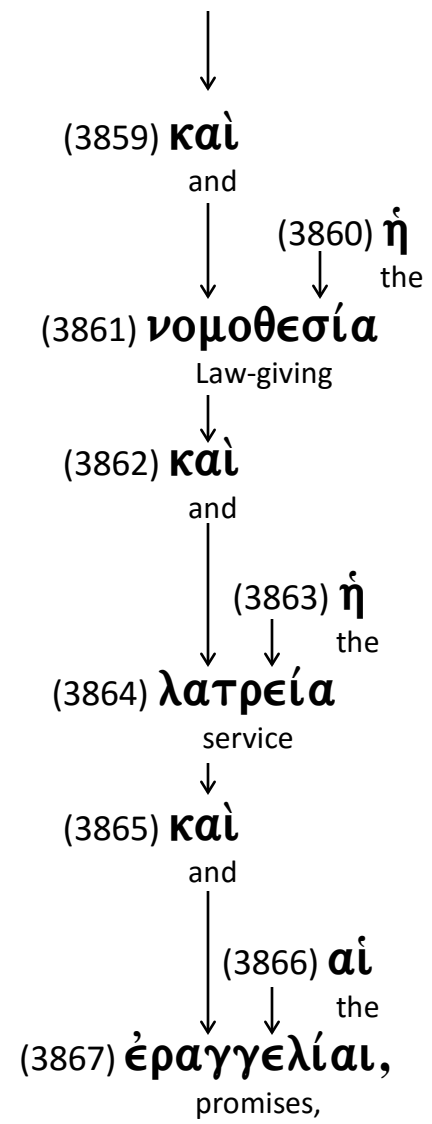 (3859) καὶ
and
(3860) ἡ
the
(3861) νομοθεσία
Law-giving
(3862) καὶ
and
(3863) ἡ
the
(3864) λατρεία
service
(3865) καὶ
and
(3866) αἱ
the
(3867) ἐραγγελίαι,
promises,